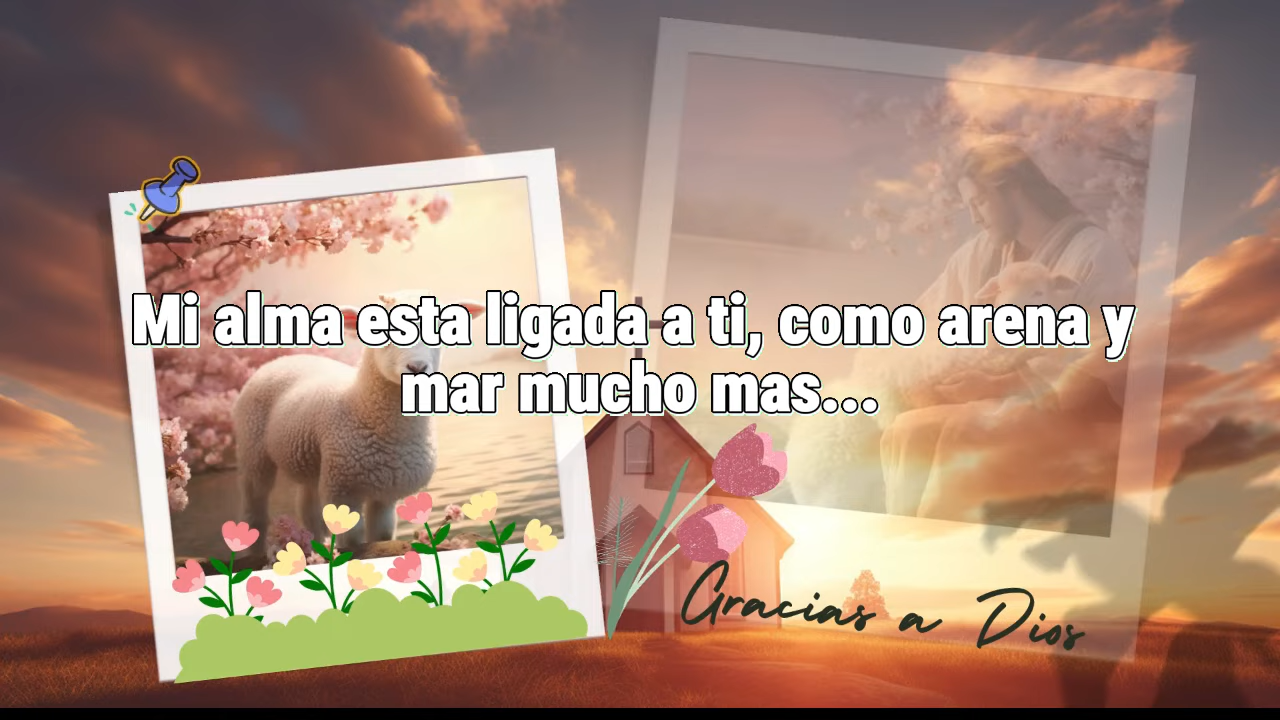 Mi alma esta ligada a ti, como arena y
mar mucho mas...
Gracias a Dios